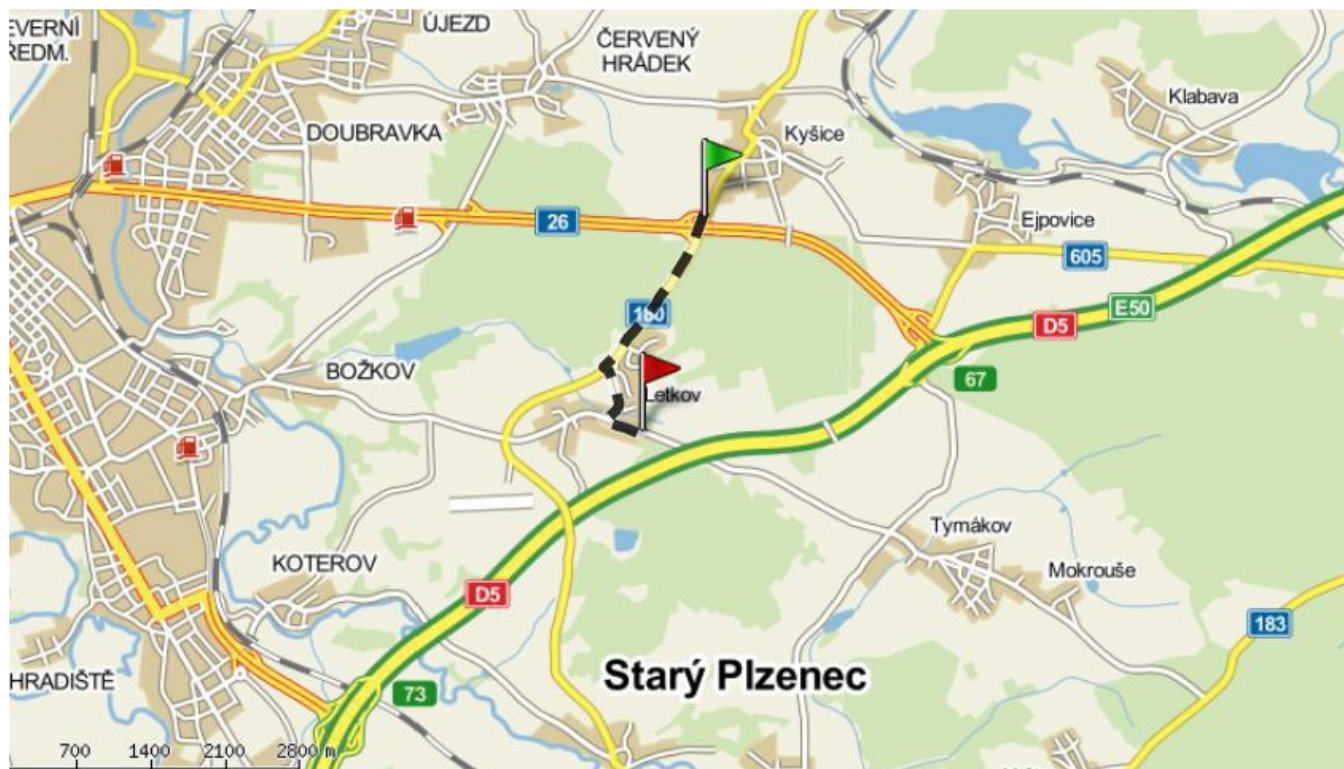 EVERNÍ
ŘEDM.
ÚJEZD
ČERVENÝ
HRÁDEK
DOUBRAVKA
Kyšice
Klabava
26
Ejpovice
605
180
E50
D5
BOŽKOV
67
Letkov
Tymákov
KOTEROV
Mokrouše
D5
183
HRADIŠTĚ
Starý Plzenec
73
700 1400 2100 2800 m